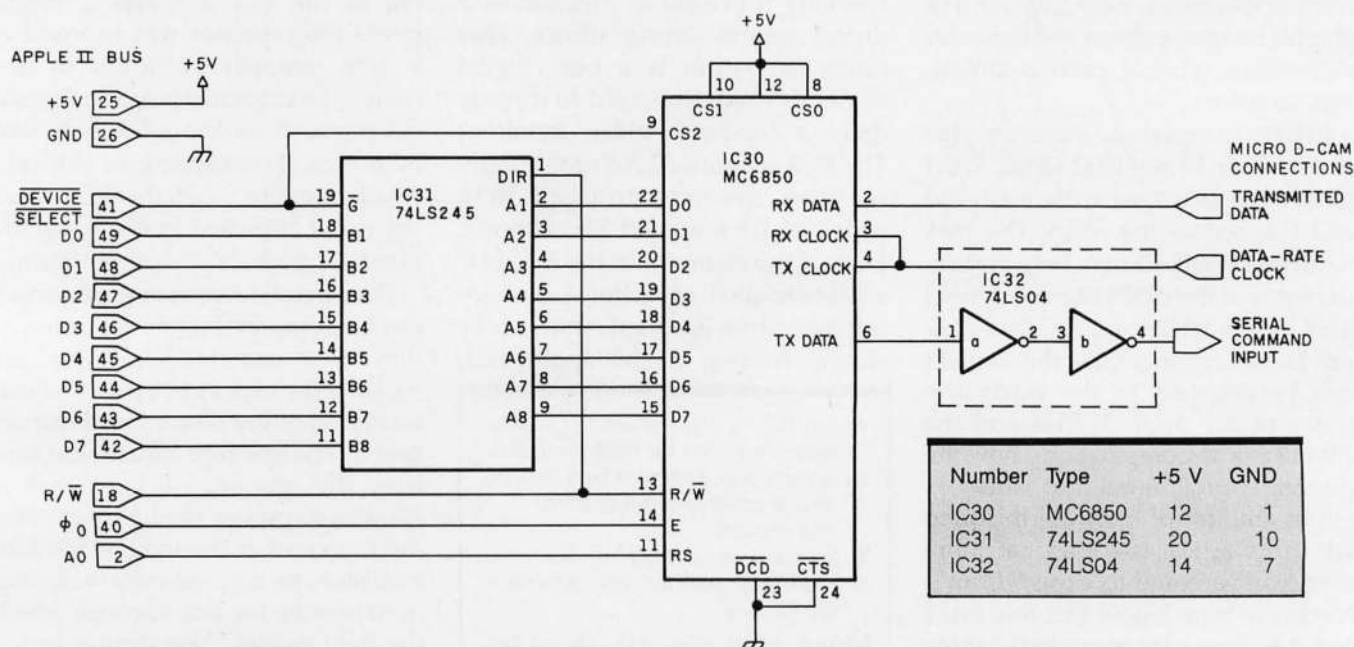 APPLE II BUS
+5V
+5V 25
GND 26
DEVICE SELECT 41
D0 49
D1 48
D2 47
D3 46
D4 45
D5 44
D6 43
D7 42
R/W 18
ϕ0 40
A0 2
IC31
74LS245
19 G
18 B1
17 B2
16 B3
15 B4
14 B5
13 B6
12 B7
11 B8
DIR 1
A1 2
A2 3
A3 4
A4 5
A5 6
A6 7
A7 8
A8 9
+5V
10 12 8
CS1 CS0
9 CS2
IC30
MC6850
22 D0
21 D1
20 D2
19 D3
18 D4
17 D5
16 D6
15 D7
13 R/W
14 E
11 RS
RX DATA 2
RX CLOCK 3
TX CLOCK 4
TX DATA 6
DCD CTS
23 24
MICRO D-CAM
CONNECTIONS
TRANSMITTED
DATA
DATA-RATE
CLOCK
IC32
74LS04
1 a 2 3 b 4
SERIAL
COMMAND
INPUT
Number Type +5 V GND
IC30 MC6850 12 1
IC31 74LS245 20 10
IC32 74LS04 14 7